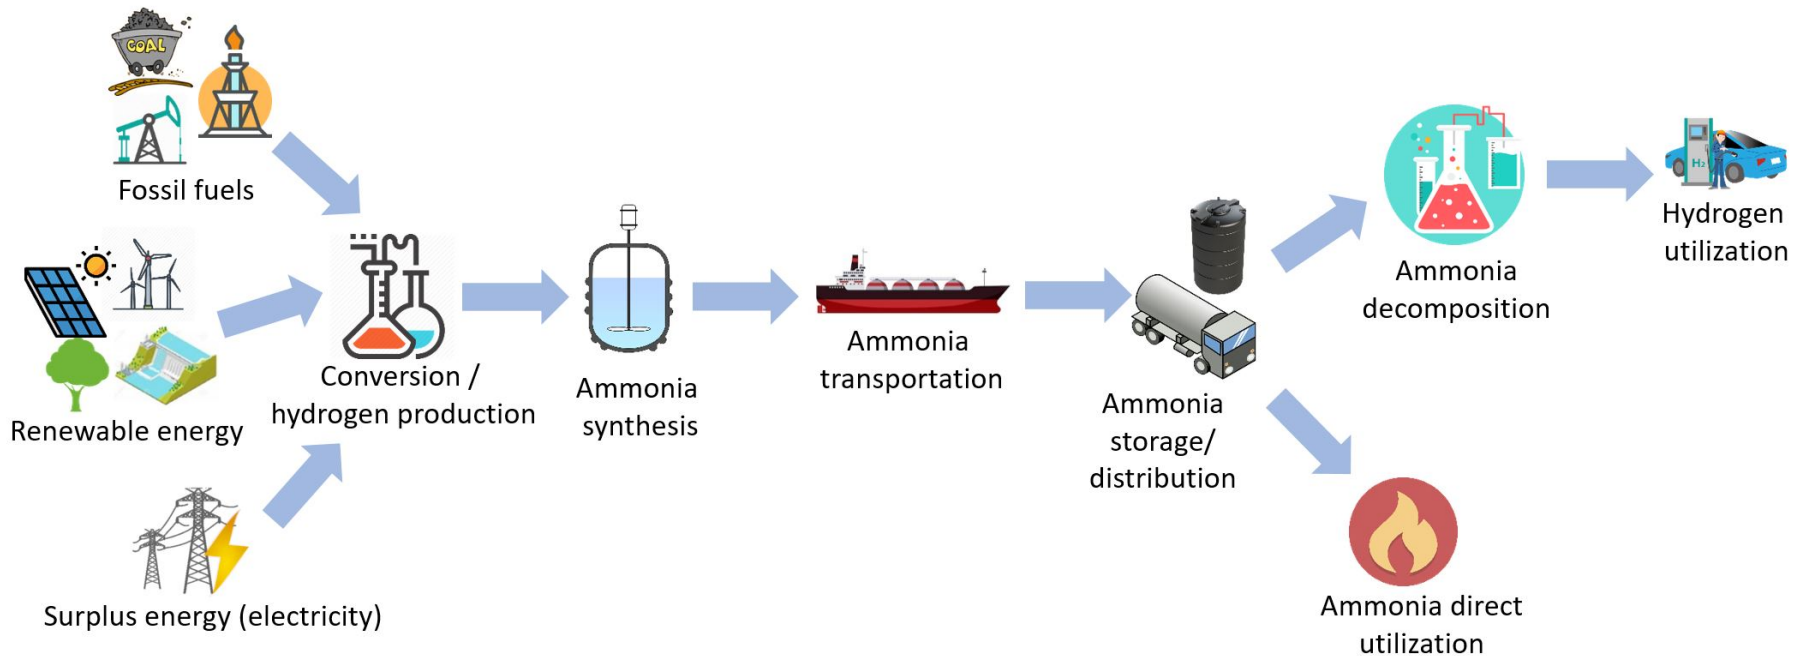 COAL
Fossil fuels
Renewable energy
Surplus energy (electricity)
Conversion /
hydrogen production
Ammonia
synthesis
Ammonia
transportation
Ammonia
storage/
distribution
Ammonia
decomposition
H₂
Hydrogen
utilization
Ammonia direct
utilization